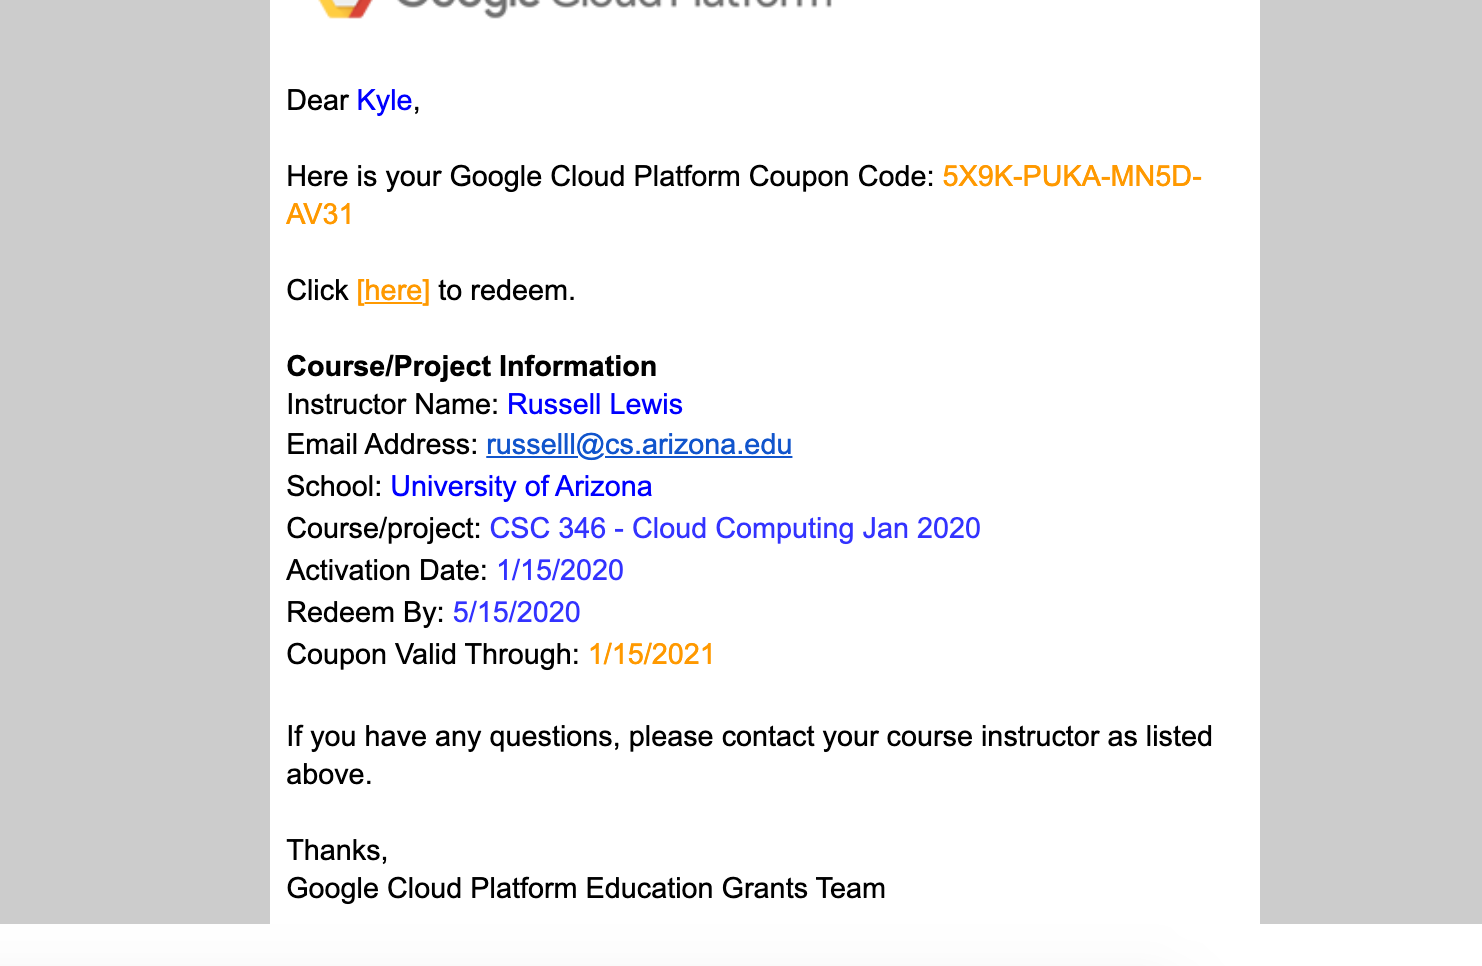 Google Cloud Platform
Dear Kyle,
Here is your Google Cloud Platform Coupon Code: 5X9K-PUKA-MN5D-
AV31
Click [here] to redeem.
Course/Project Information
Instructor Name: Russell Lewis
Email Address: russelll@cs.arizona.edu
School: University of Arizona
Course/project: CSC 346 - Cloud Computing Jan 2020
Activation Date: 1/15/2020
Redeem By: 5/15/2020
Coupon Valid Through: 1/15/2021
If you have any questions, please contact your course instructor as listed
above.
Thanks,
Google Cloud Platform Education Grants Team